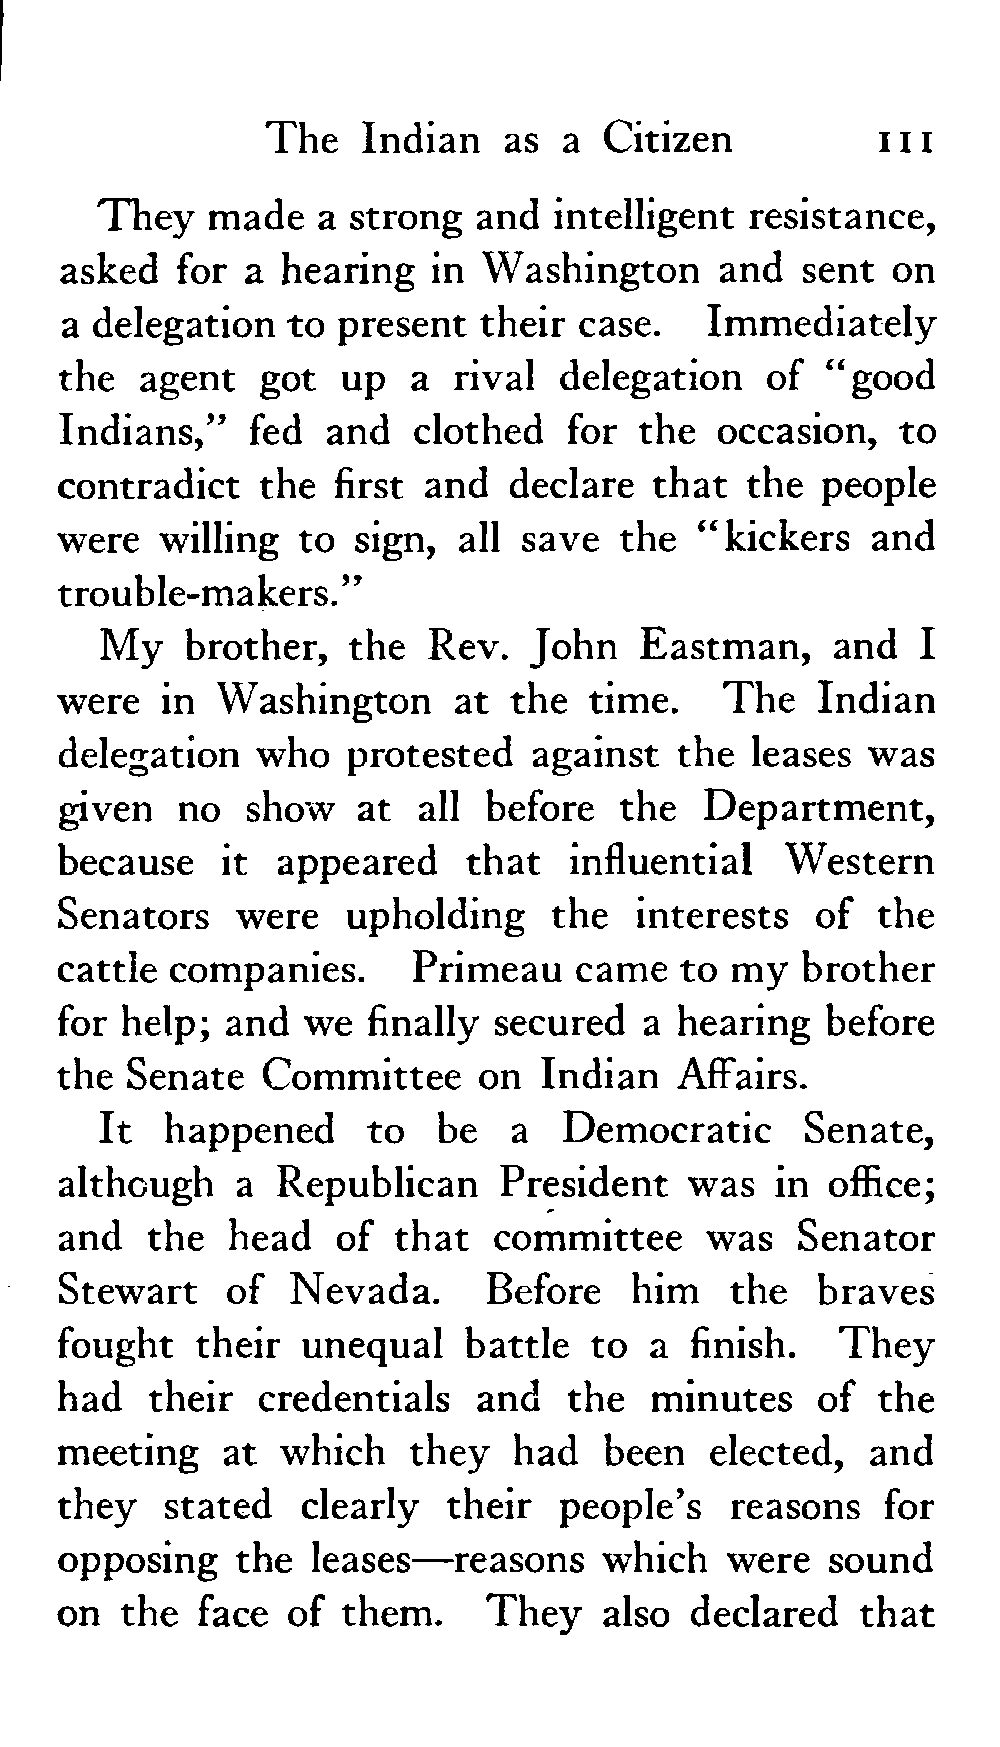 The Indian as a Citizen 111
They made a strong and intelligent resistance,
asked for a hearing in Washington and sent on
a delegation to present their case. Immediately
the agent got up a rival delegation of “good
Indians,” fed and clothed for the occasion, to
contradict the first and declare that the people
were willing to sign, all save the “kickers and
trouble-makers.”
My brother, the Rev. John Eastman, and I
were in Washington at the time. The Indian
delegation who protested against the leases was
given no show at all before the Department,
because it appeared that influential Western
Senators were upholding the interests of the
cattle companies. Primeau came to my brother
for help; and we finally secured a hearing before
the Senate Committee on Indian Affairs.
It happened to be a Democratic Senate,
although a Republican President was in office;
and the head of that committee was Senator
Stewart of Nevada. Before him the braves
fought their unequal battle to a finish. They
had their credentials and the minutes of the
meeting at which they had been elected, and
they stated clearly their people’s reasons for
opposing the leases—reasons which were sound
on the face of them. They also declared that